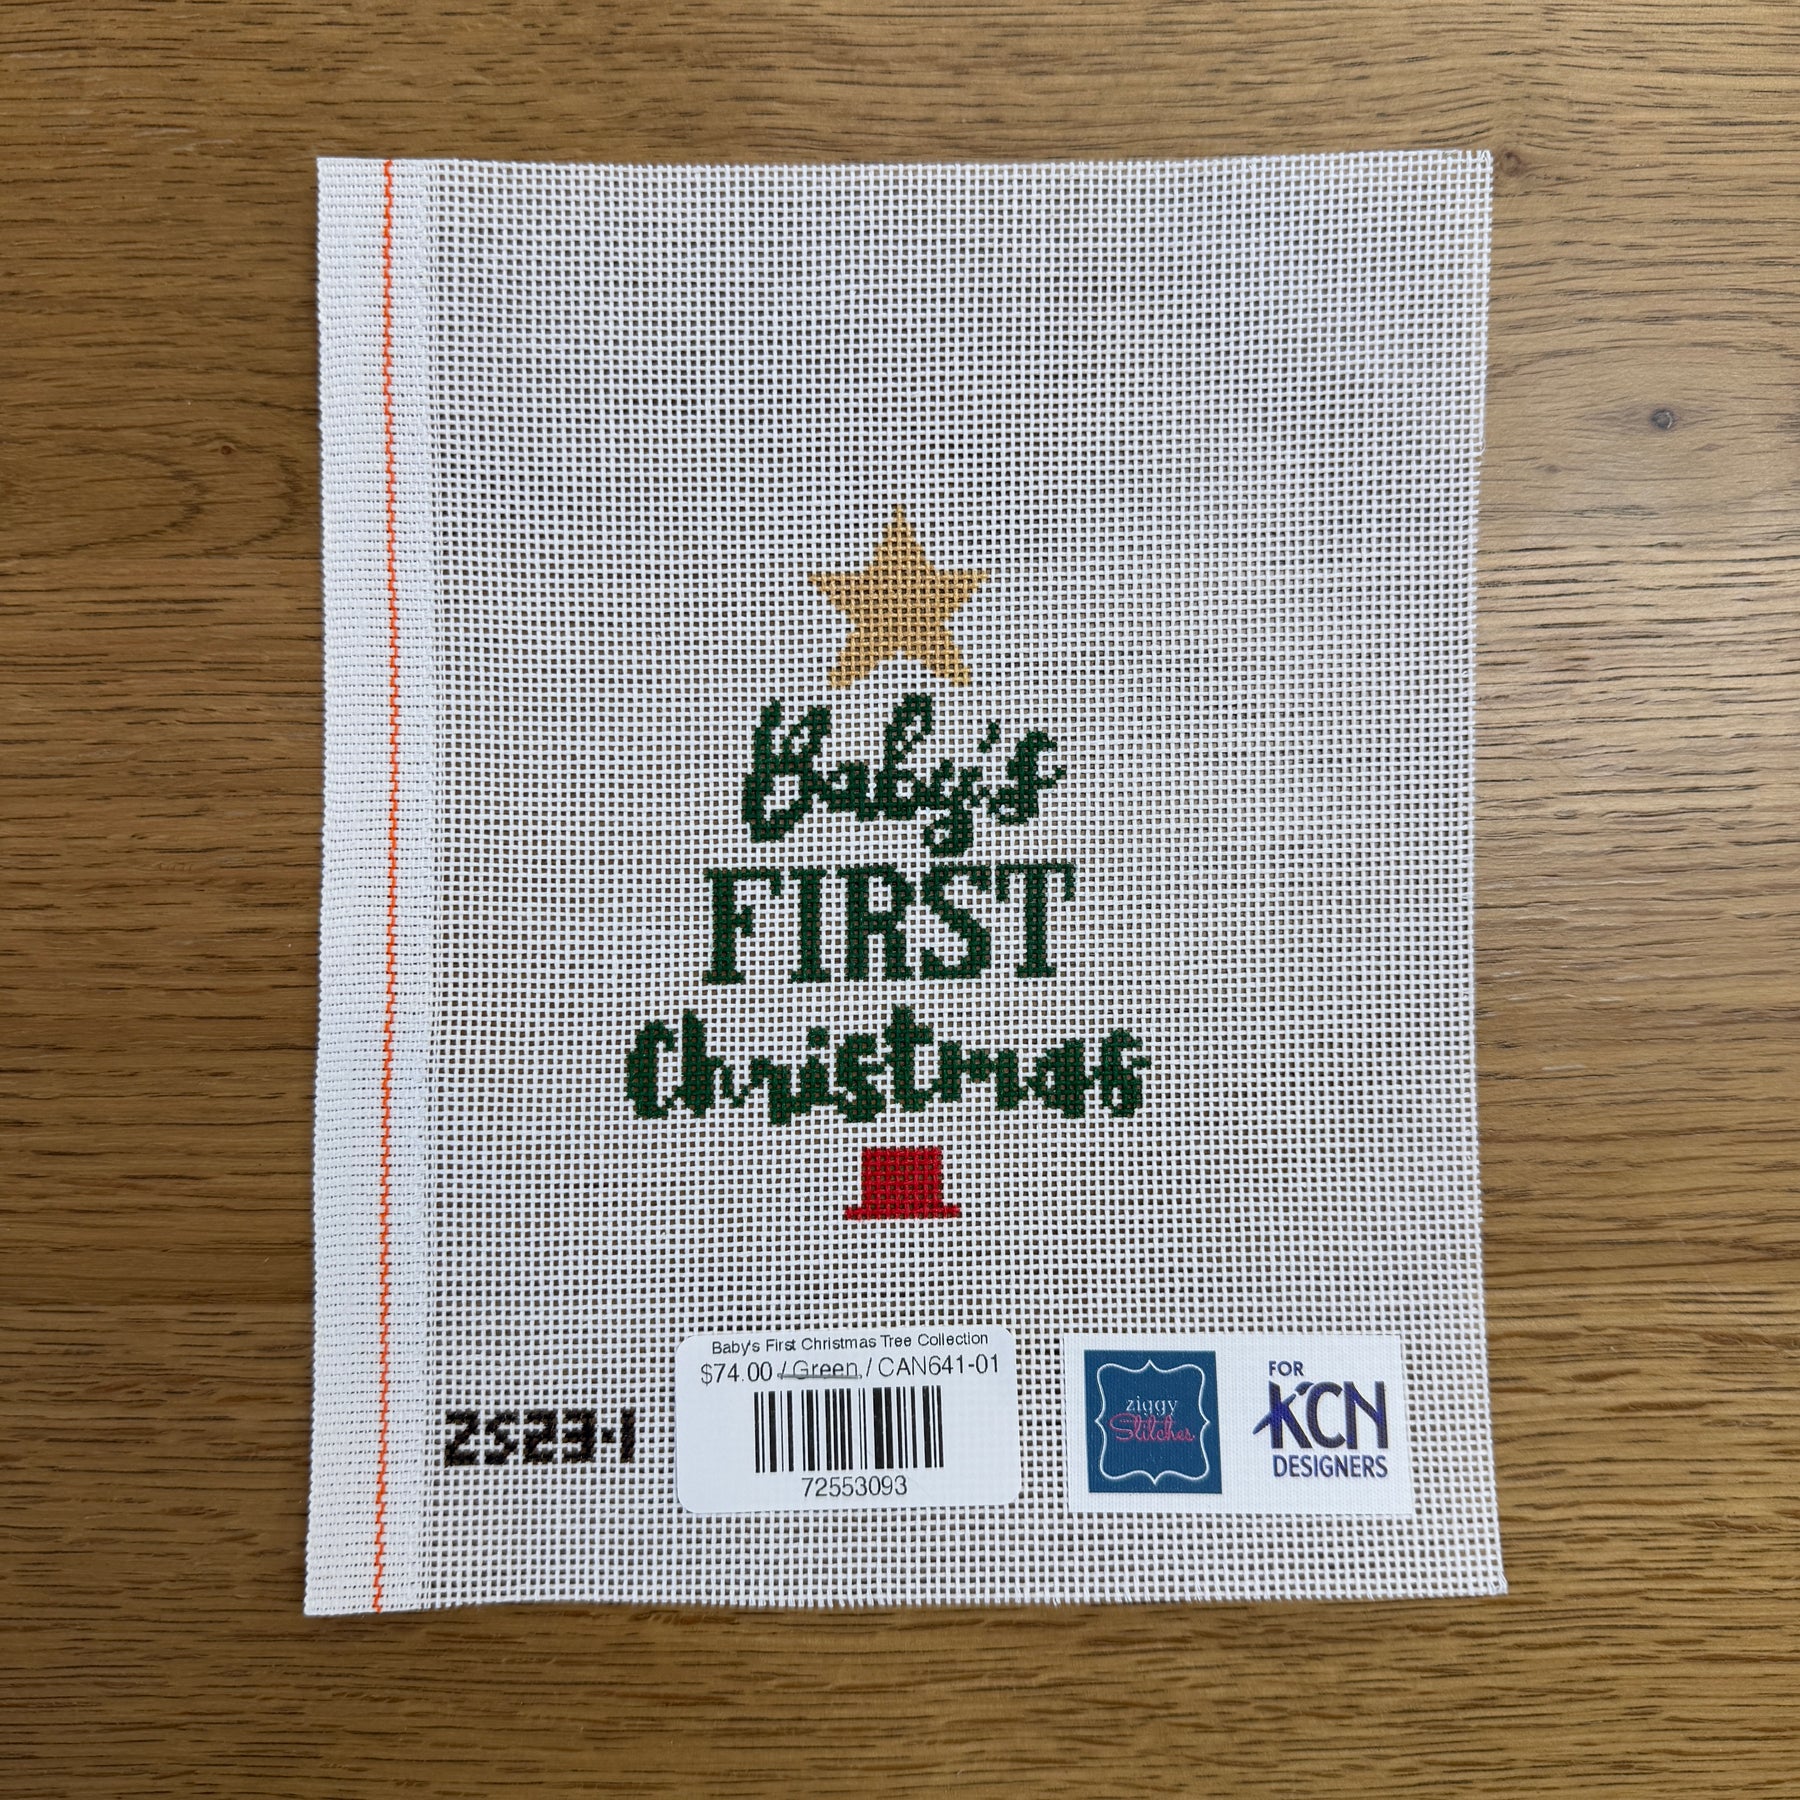 Baby's
FIRST
Christmas
Baby's First Christmas Tree Collection
$74.00 / Green / CAN641-01
72553093
ZS23·1
ziggy
Stitches
FOR
KCN
DESIGNERS